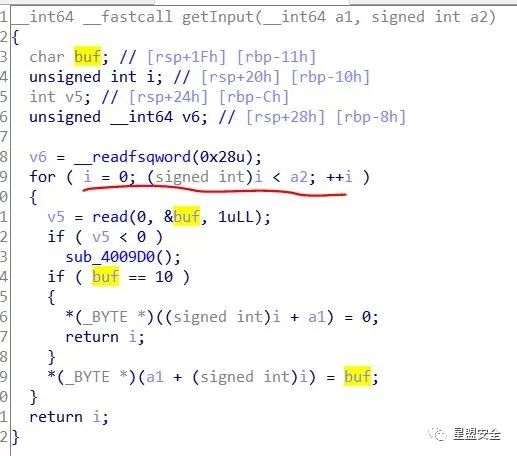 1 __int64 __fastcall getInput(__int64 a1, signed int a2)
2 {
3 char buf; // [rsp+1Fh] [rbp-11h]
4 unsigned int i; // [rsp+20h] [rbp-10h]
5 int v5; // [rsp+24h] [rbp-Ch]
6 unsigned __int64 v6; // [rsp+28h] [rbp-8h]
7
8 v6 = __readfsqword(0x28u);
9 for ( i = 0; (signed int)i < a2; ++i )
0 {
1 v5 = read(0, &buf, 1uLL);
2 if ( v5 < 0 )
3 sub_4009D0();
4 if ( buf == 10 )
5 {
6 *(_BYTE *)((signed int)i + a1) = 0;
7 return i;
8 }
9 *(_BYTE *)(a1 + (signed int)i) = buf;
0 }
1 return i;
2 }
星盟安全